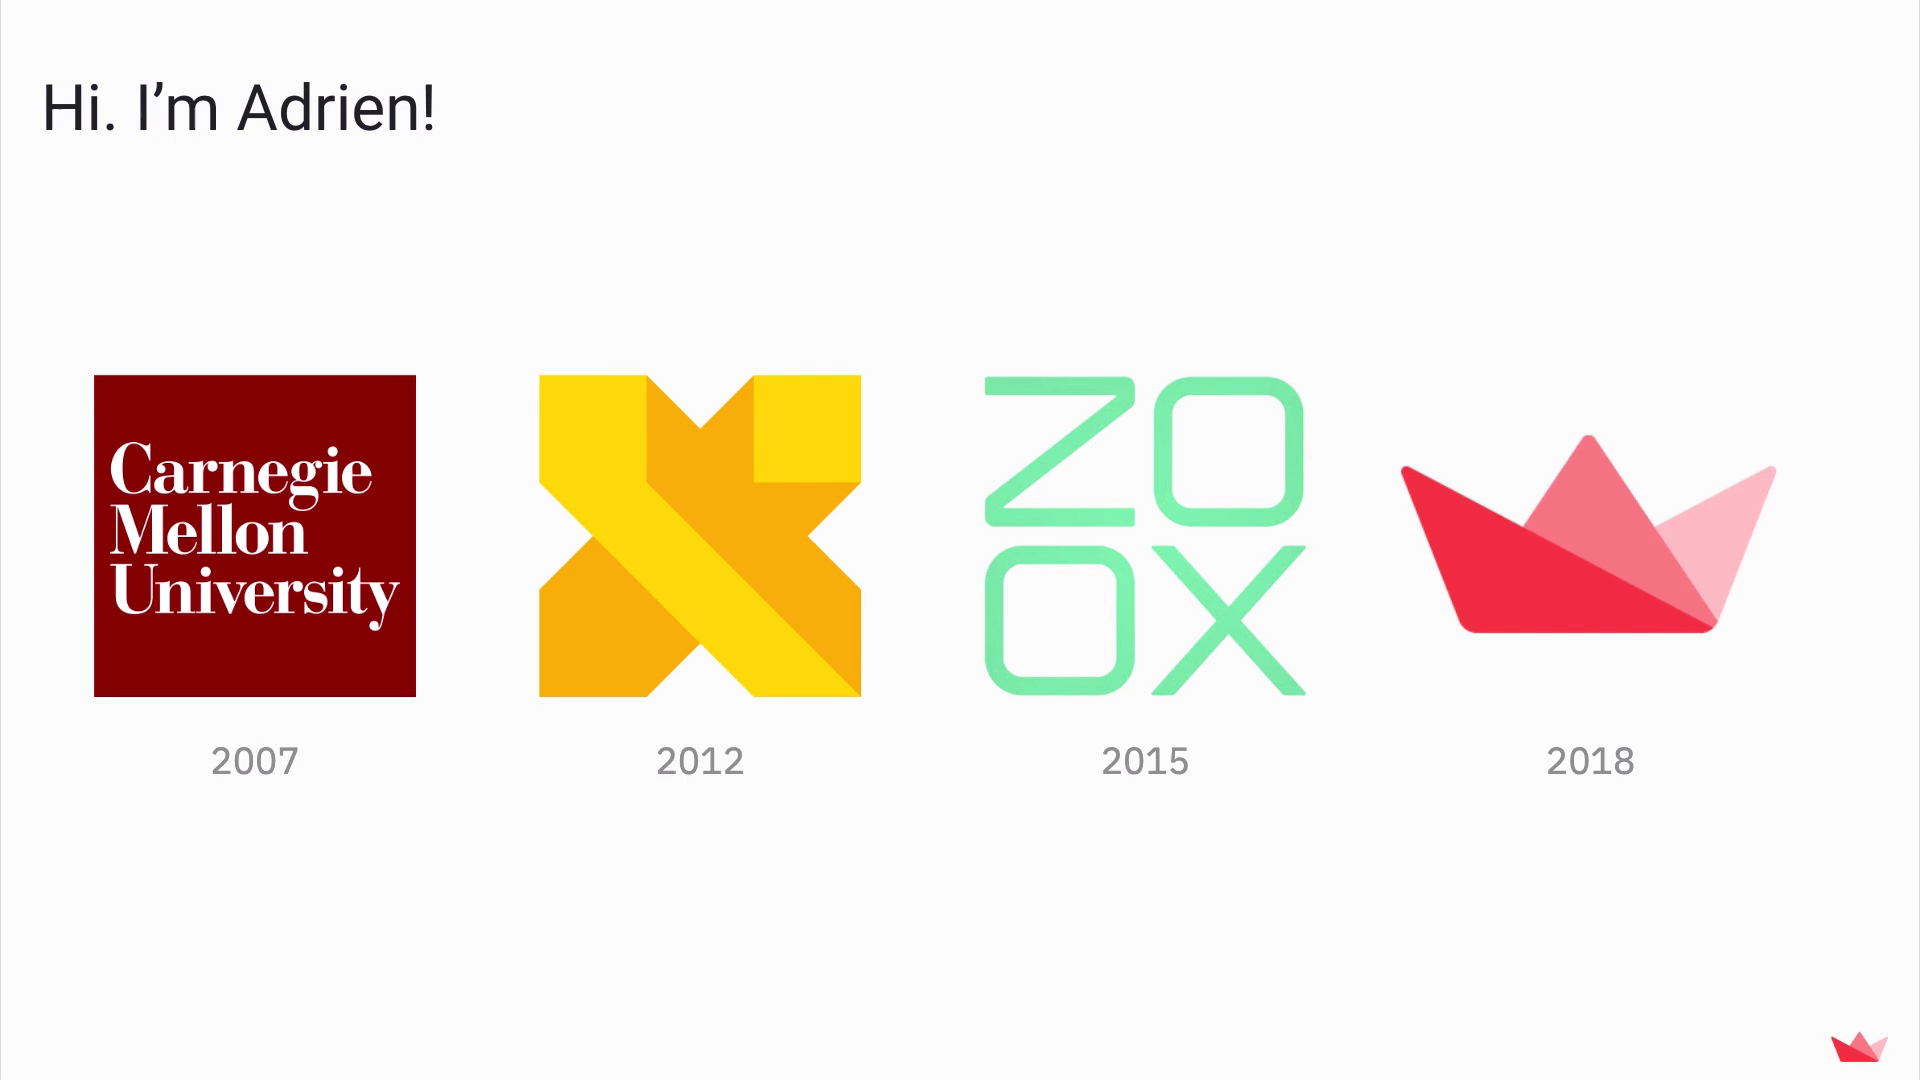 Hi. I’m Adrien!
Carnegie
Mellon
University
ZO
OX
2007
2012
2015
2018